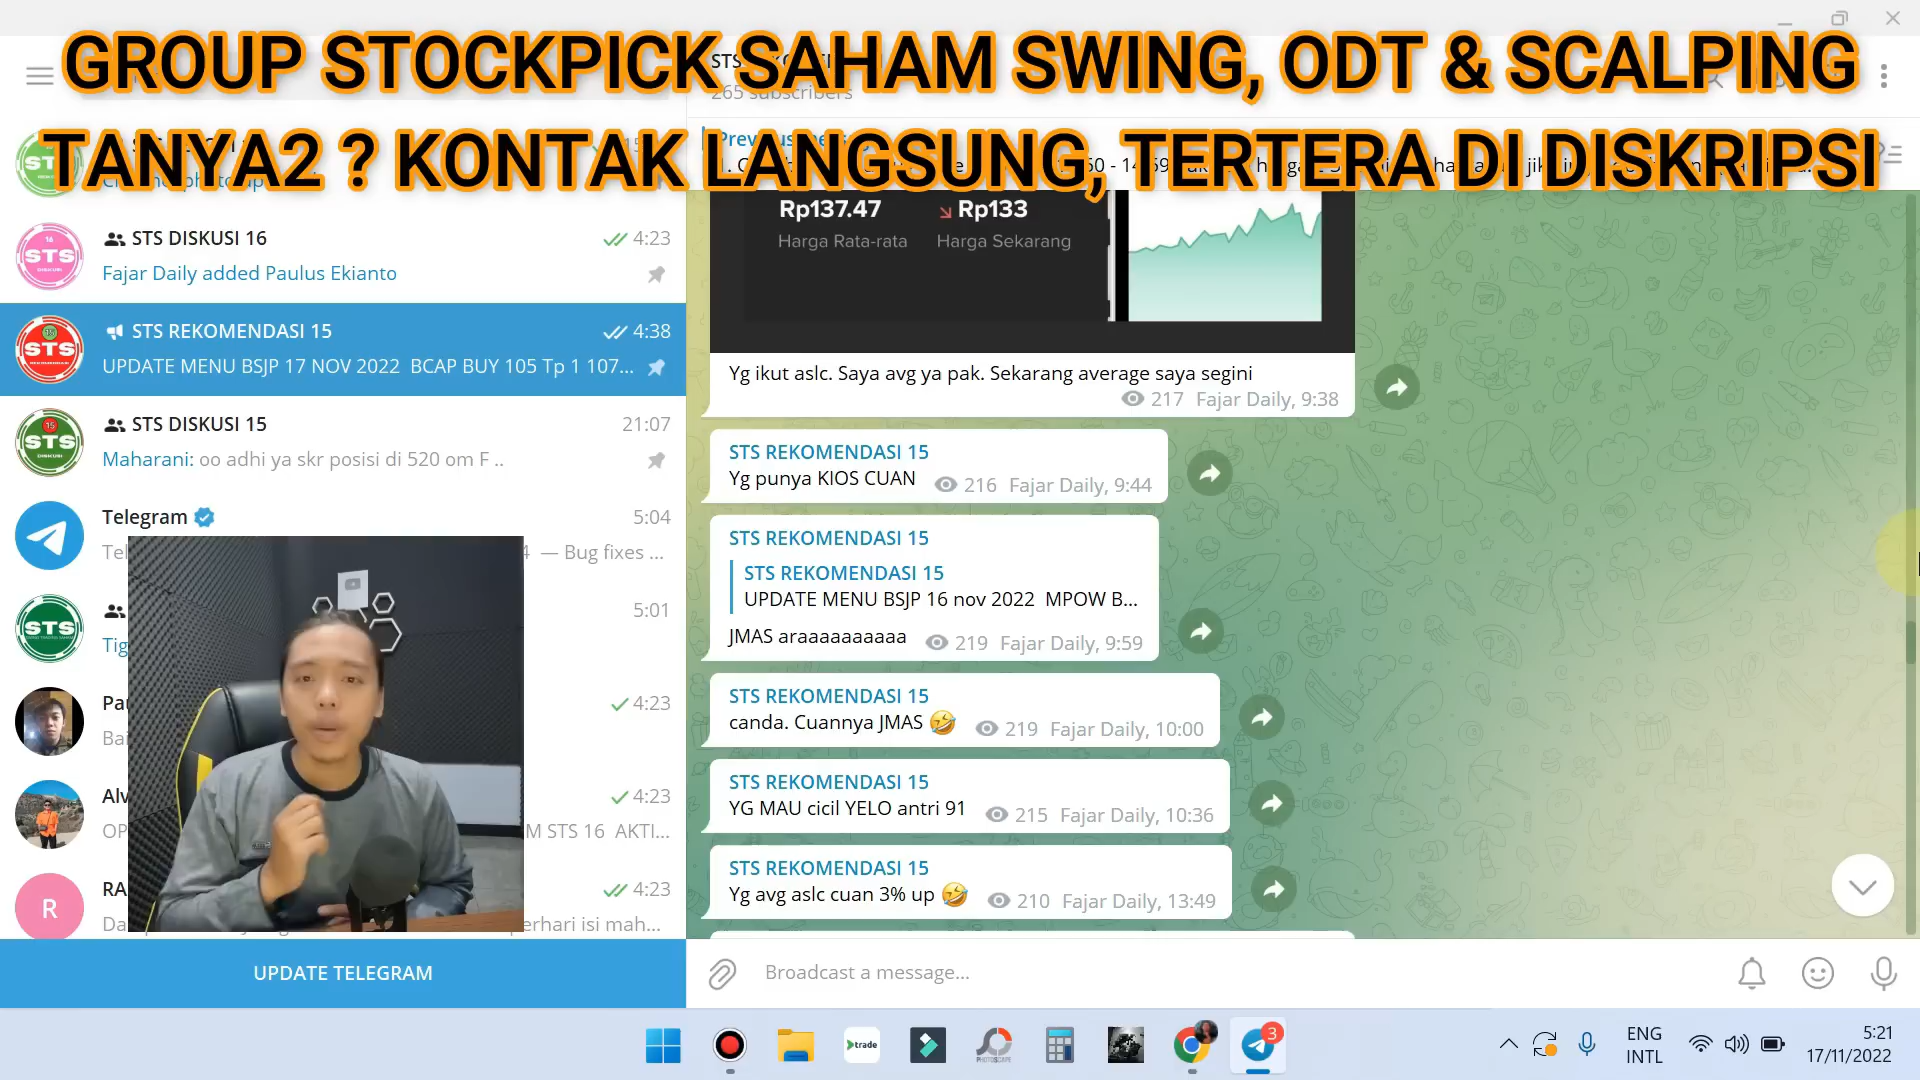 GROUP STOCKPICK SAHAM SWING, ODT & SCALPING
TANYA2 ? KONTAK LANGSUNG, TERTERA DI DISKRIPSI
265 subscribers
STS DISKUSI 16
4:23
Fajar Daily added Paulus Ekianto
STS REKOMENDASI 15
4:38
UPDATE MENU BSJP 17 NOV 2022 BCAP BUY 105 Tp 1 107...
STS DISKUSI 15
21:07
Maharani: oo adhi ya skr posisi di 520 om F ..
Telegram
5:04
— Bug fixes ...
5:01
4:23
Alv
4:23
OP
M STS 16 AKTI...
RA
4:23
erhari isi mah...
R
UPDATE TELEGRAM
Rp137.47
Rp133
Harga Rata-rata
Harga Sekarang
Yg ikut aslc. Saya avg ya pak. Sekarang average saya segini
217 Fajar Daily, 9:38
STS REKOMENDASI 15
Yg punya KIOS CUAN
216 Fajar Daily, 9:44
STS REKOMENDASI 15
STS REKOMENDASI 15
UPDATE MENU BSJP 16 nov 2022 MPOW B...
JMAS araaaaaaaaaa
219 Fajar Daily, 9:59
STS REKOMENDASI 15
canda. Cuannya JMAS 🤣
219 Fajar Daily, 10:00
STS REKOMENDASI 15
YG MAU cicil YELO antri 91
215 Fajar Daily, 10:36
STS REKOMENDASI 15
Yg avg aslc cuan 3% up 🤣
210 Fajar Daily, 13:49
Broadcast a message...
trade
3
ENG
INTL
5:21
17/11/2022